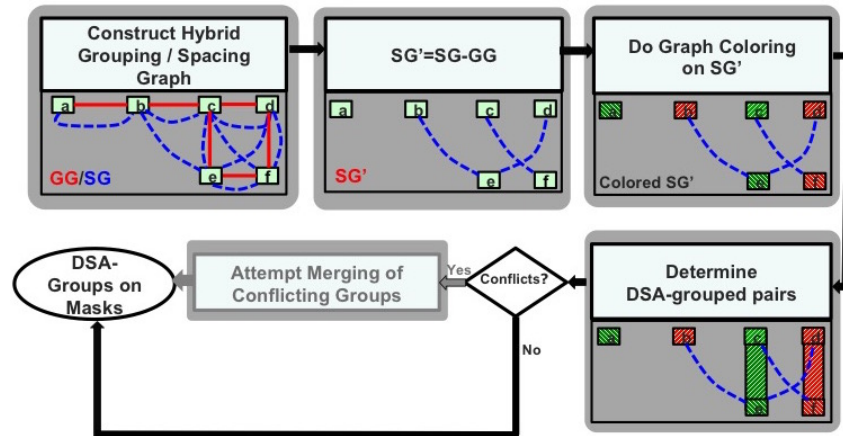 Construct Hybrid
Grouping / Spacing
Graph
a b c d
e f
GG/SG
SG'=SG-GG
a b c d
e f
SG'
Do Graph Coloring
on SG'
Colored SG'
Determine
DSA-grouped pairs
Conflicts?
Yes
No
Attempt Merging of
Conflicting Groups
DSA-
Groups on
Masks